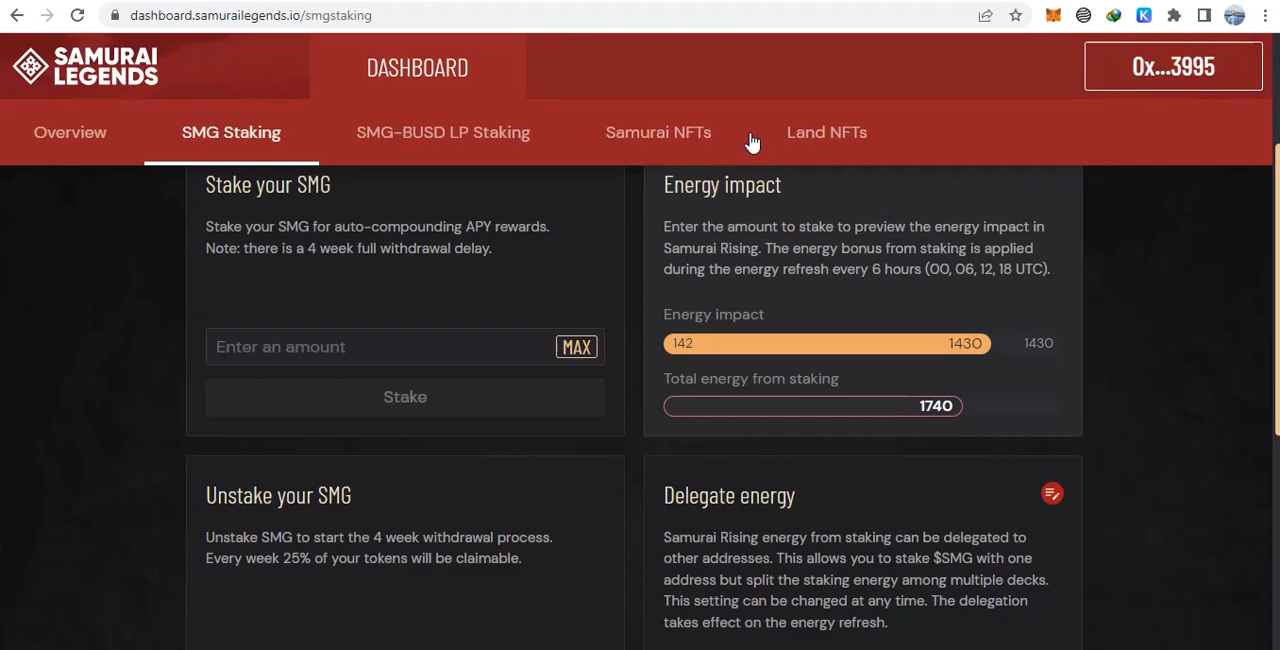 dashboard.samurailegends.io/smgstaking
SAMURAI
LEGENDS
DASHBOARD
0x...3995
Overview
SMG Staking
SMG-BUSD LP Staking
Samurai NFTs
Land NFTs
Stake your SMG
Stake your SMG for auto-compounding APY rewards.
Note: there is a 4 week full withdrawal delay.
Enter an amount
MAX
Stake
Energy impact
Enter the amount to stake to preview the energy impact in
Samurai Rising. The energy bonus from staking is applied
during the energy refresh every 6 hours (00, 06, 12, 18 UTC).
Energy impact
142
1430
1430
Total energy from staking
1740
Unstake your SMG
Unstake SMG to start the 4 week withdrawal process.
Every week 25% of your tokens will be claimable.
Delegate energy
Samurai Rising energy from staking can be delegated to
other addresses. This allows you to stake $SMG with one
address but split the staking energy among multiple decks.
This setting can be changed at any time. The delegation
takes effect on the energy refresh.